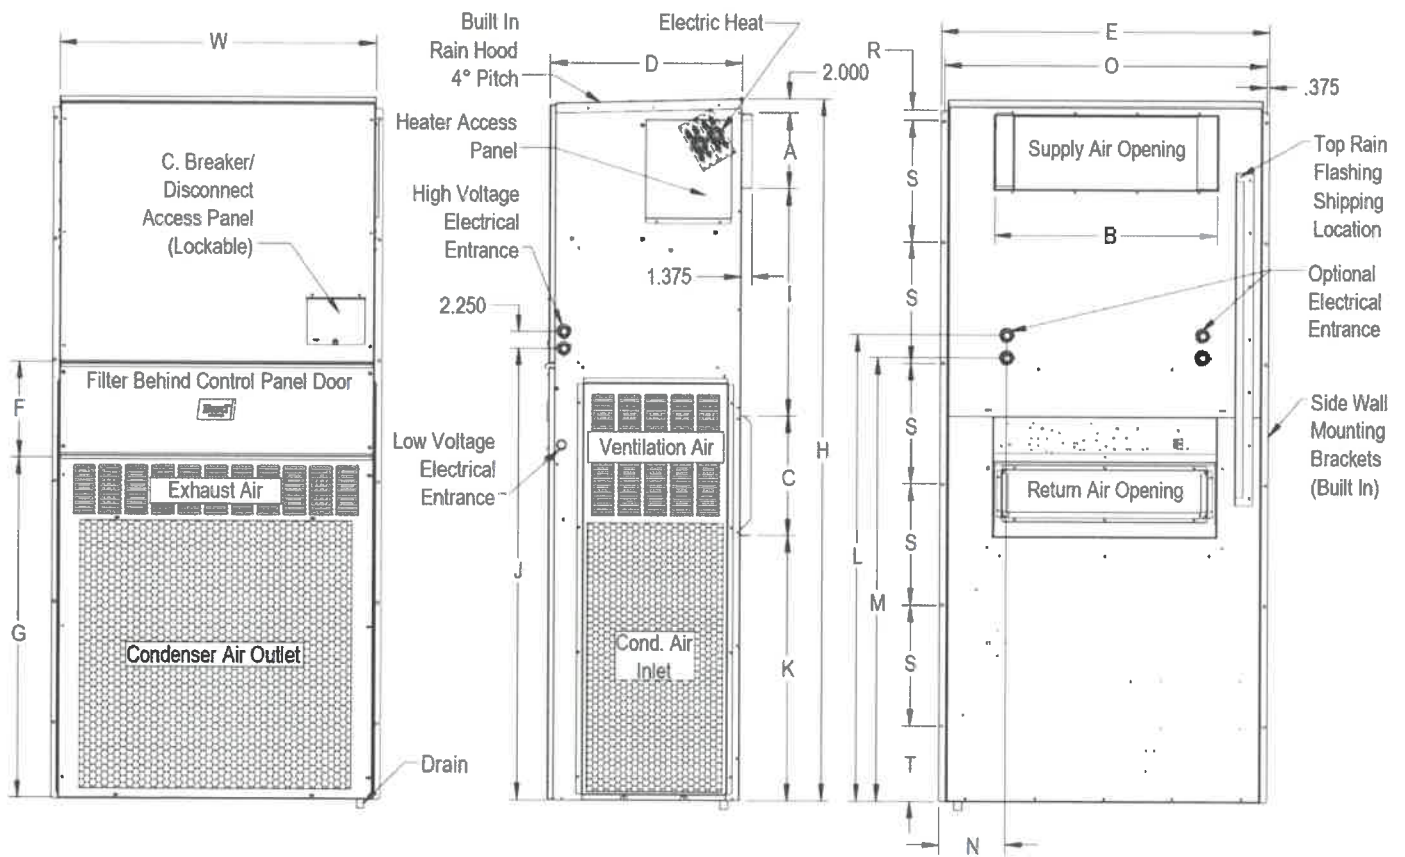 W
C. Breaker/
Disconnect
Access Panel
(Lockable)
Filter Behind Control Panel Door
Bard
F
Exhaust Air
G
Condenser Air Outlet
Drain
Built In
Rain Hood
4° Pitch
Electric Heat
D
2.000
Heater Access
Panel
A
High Voltage
Electrical
Entrance
1.375
I
2.250
Ventilation Air
H
Low Voltage
Electrical
Entrance
C
J
Cond. Air
Inlet
K
E
R
O
.375
Supply Air Opening
Top Rain
Flashing
Shipping
Location
S
B
S
Optional
Electrical
Entrance
S
Side Wall
Mounting
Brackets
(Built In)
Return Air Opening
S
L
M
S
T
N